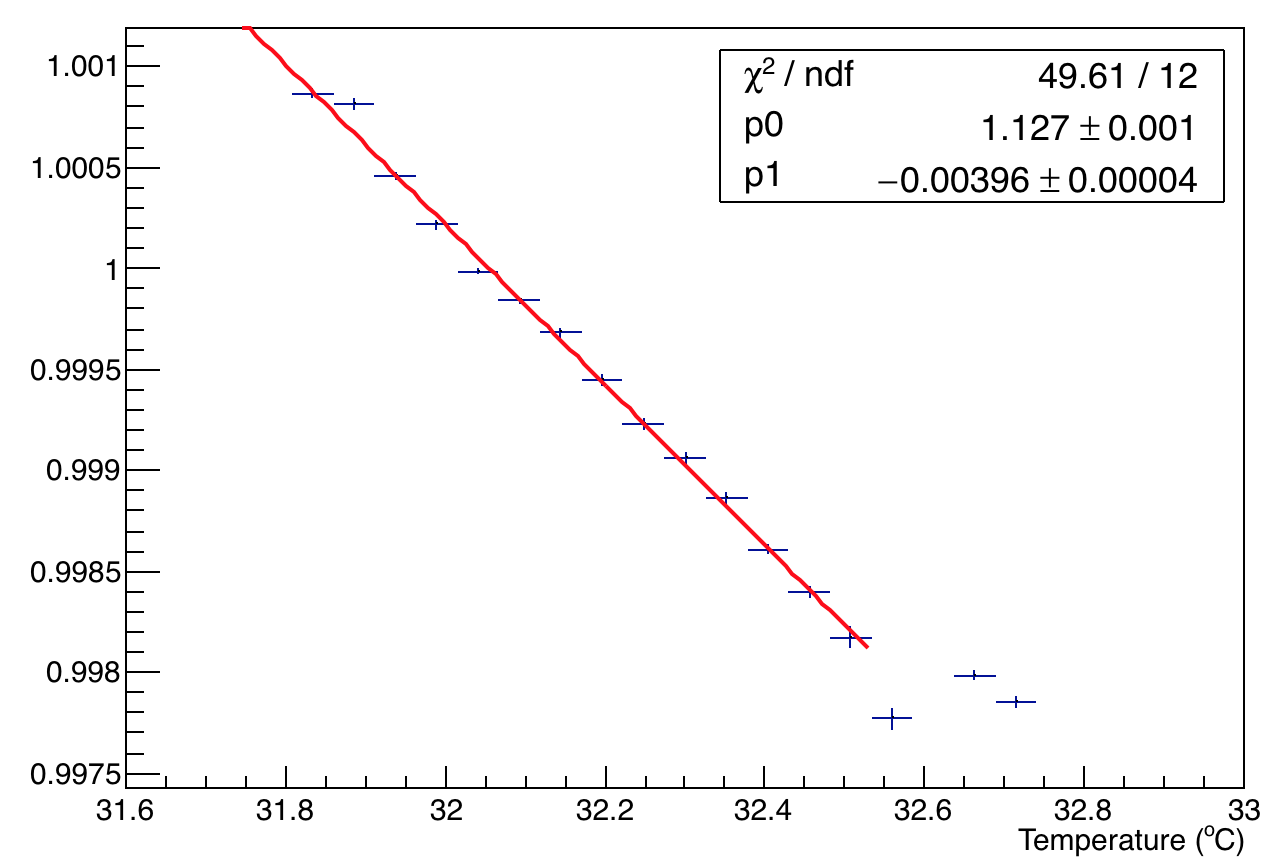 χ² / ndf 49.61 / 12
p0 1.127 ± 0.001
p1 −0.00396 ± 0.00004
1.001
1.0005
1
0.9995
0.999
0.9985
0.998
0.9975
31.6 31.8 32 32.2 32.4 32.6 32.8 33
Temperature (°C)